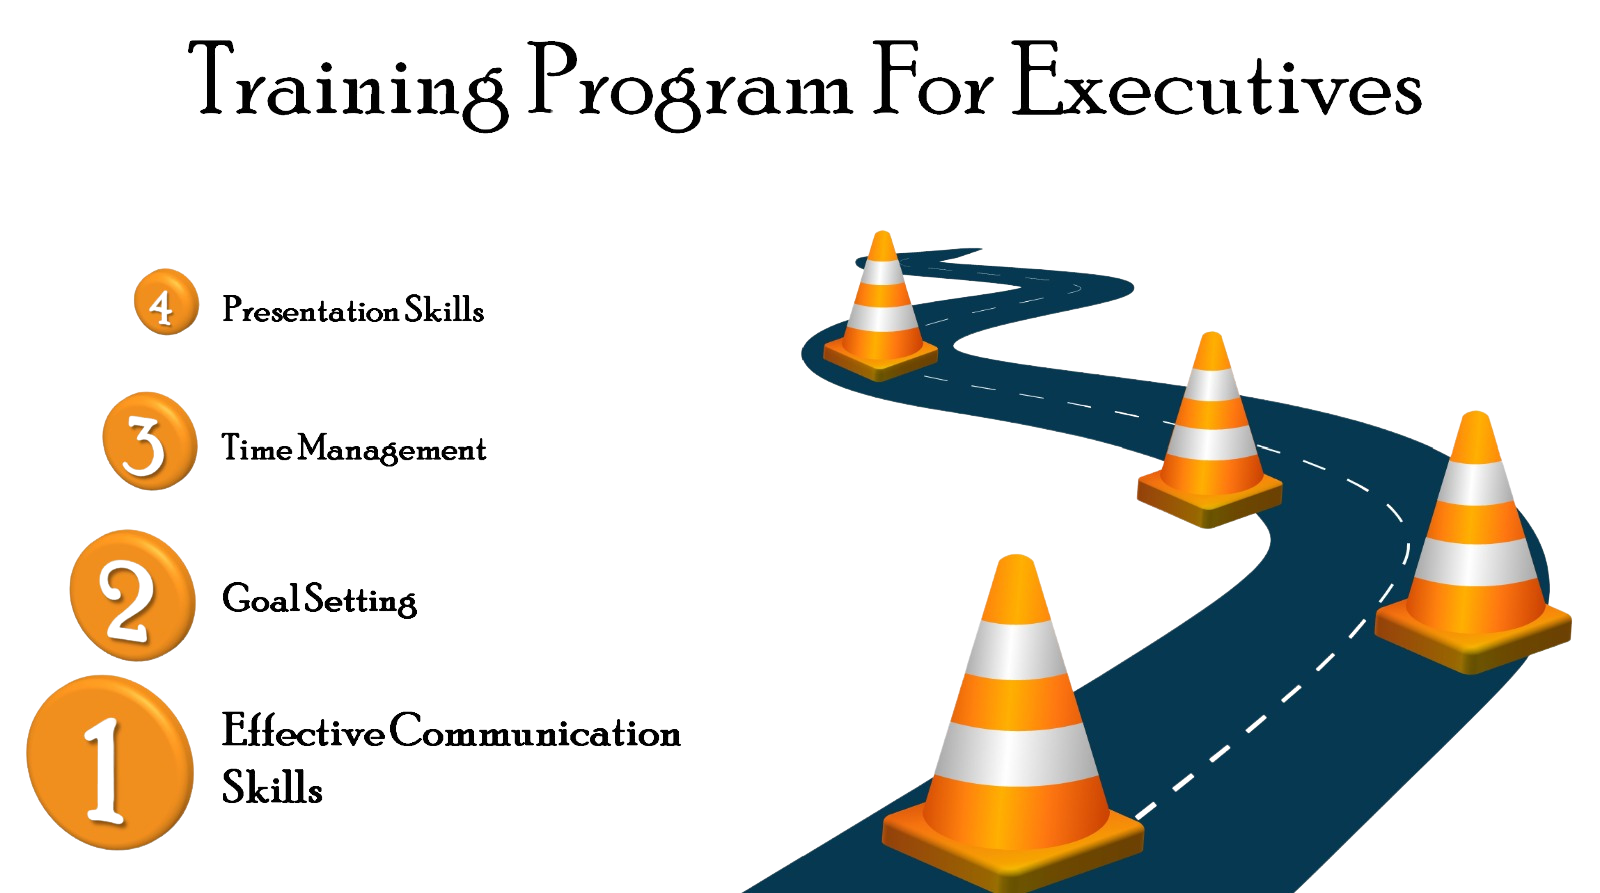 Training Program For Executives
4 Presentation Skills
3 Time Management
2 Goal Setting
1 Effective Communication
Skills